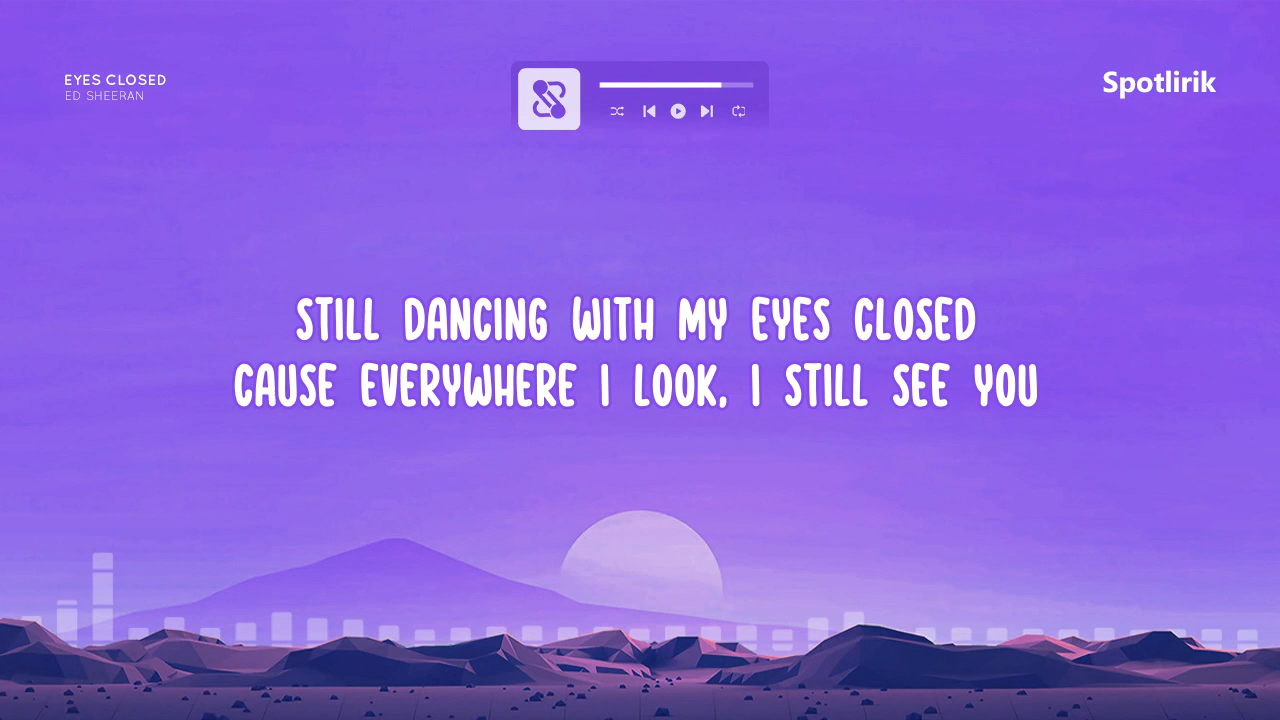 EYES CLOSED
ED SHEERAN
Spotlirik
STILL DANCING WITH MY EYES CLOSED
CAUSE EVERYWHERE I LOOK, I STILL SEE YOU